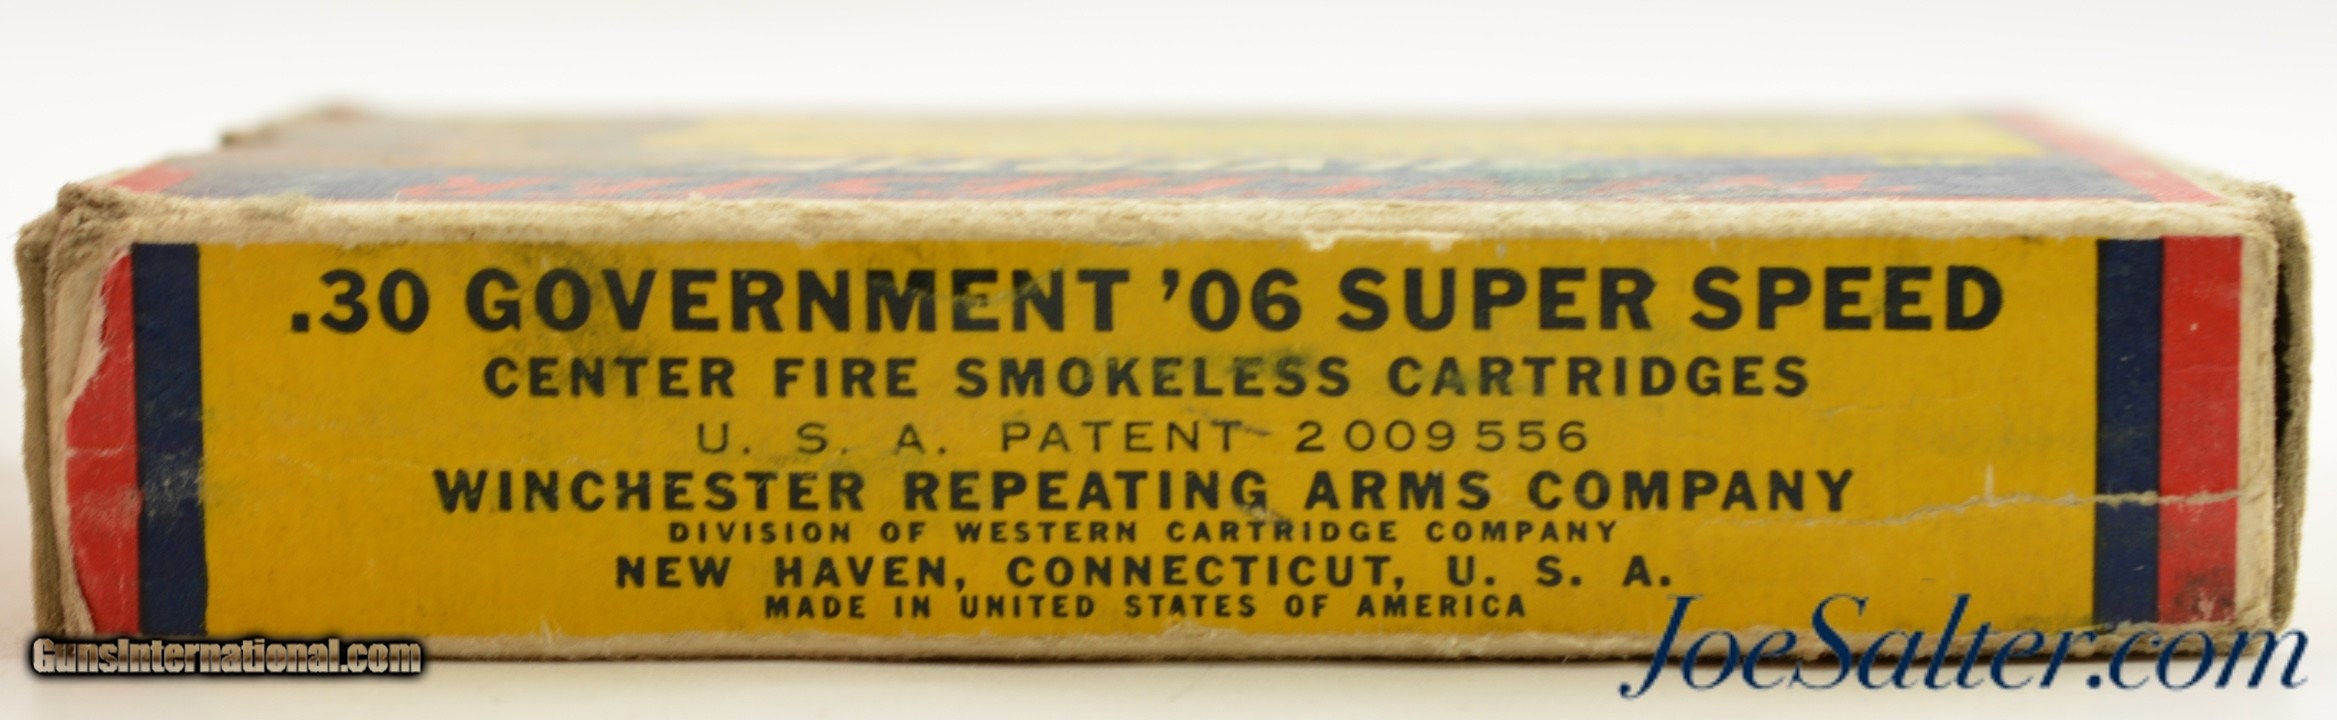 .30 GOVERNMENT '06 SUPER SPEED
CENTER FIRE SMOKELESS CARTRIDGES
U. S. A. PATENT 2009556
WINCHESTER REPEATING ARMS COMPANY
DIVISION OF WESTERN CARTRIDGE COMPANY
NEW HAVEN, CONNECTICUT, U. S. A.
MADE IN UNITED STATES OF AMERICA
GunsInternational.com
JoeSalter.com